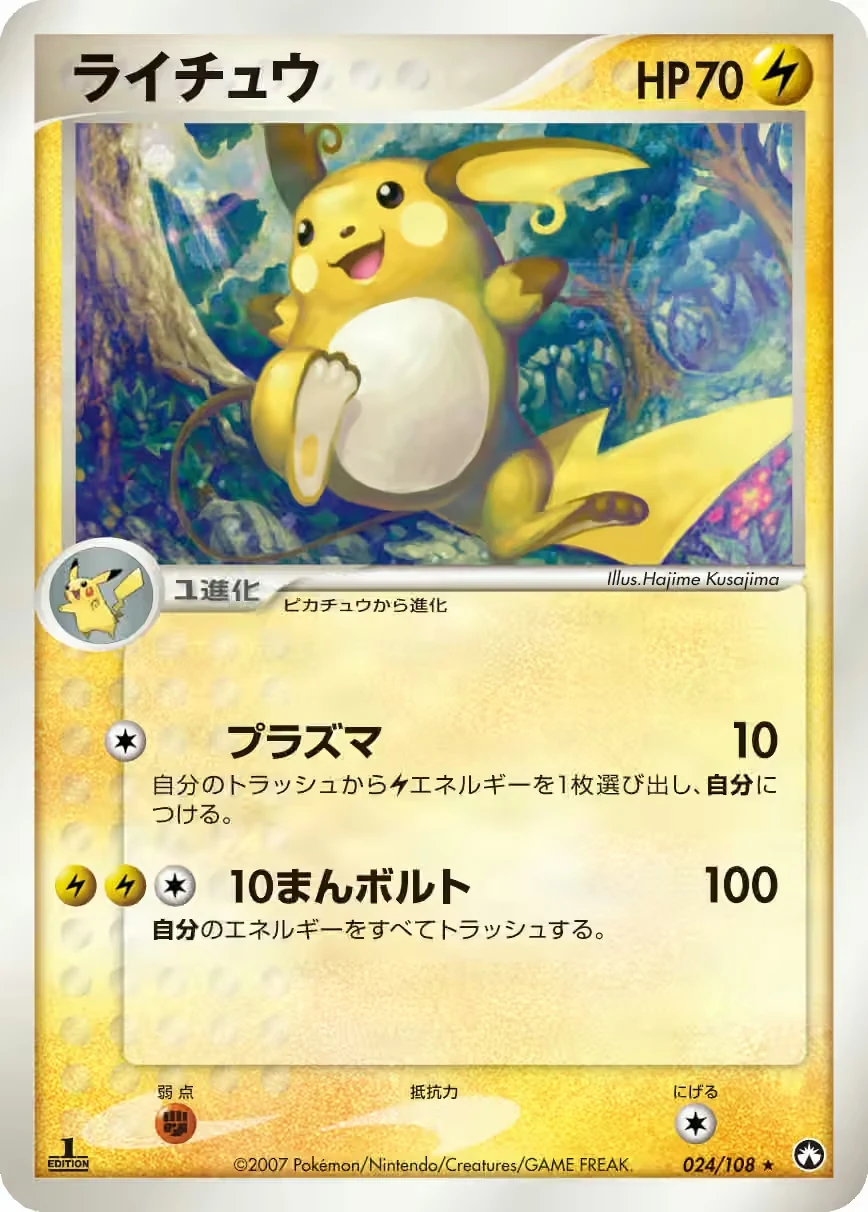 ライチュウ
HP70
Illus.Hajime Kusajima
1進化
ピカチュウから進化
プラズマ 10
自分のトラッシュからエネルギーを1枚選び出し、自分に
つける。
10まんボルト 100
自分のエネルギーをすべてトラッシュする。
弱点 抵抗力 にげる
1
EDITION
©2007 Pokémon/Nintendo/Creatures/GAME FREAK.
024/108 ★